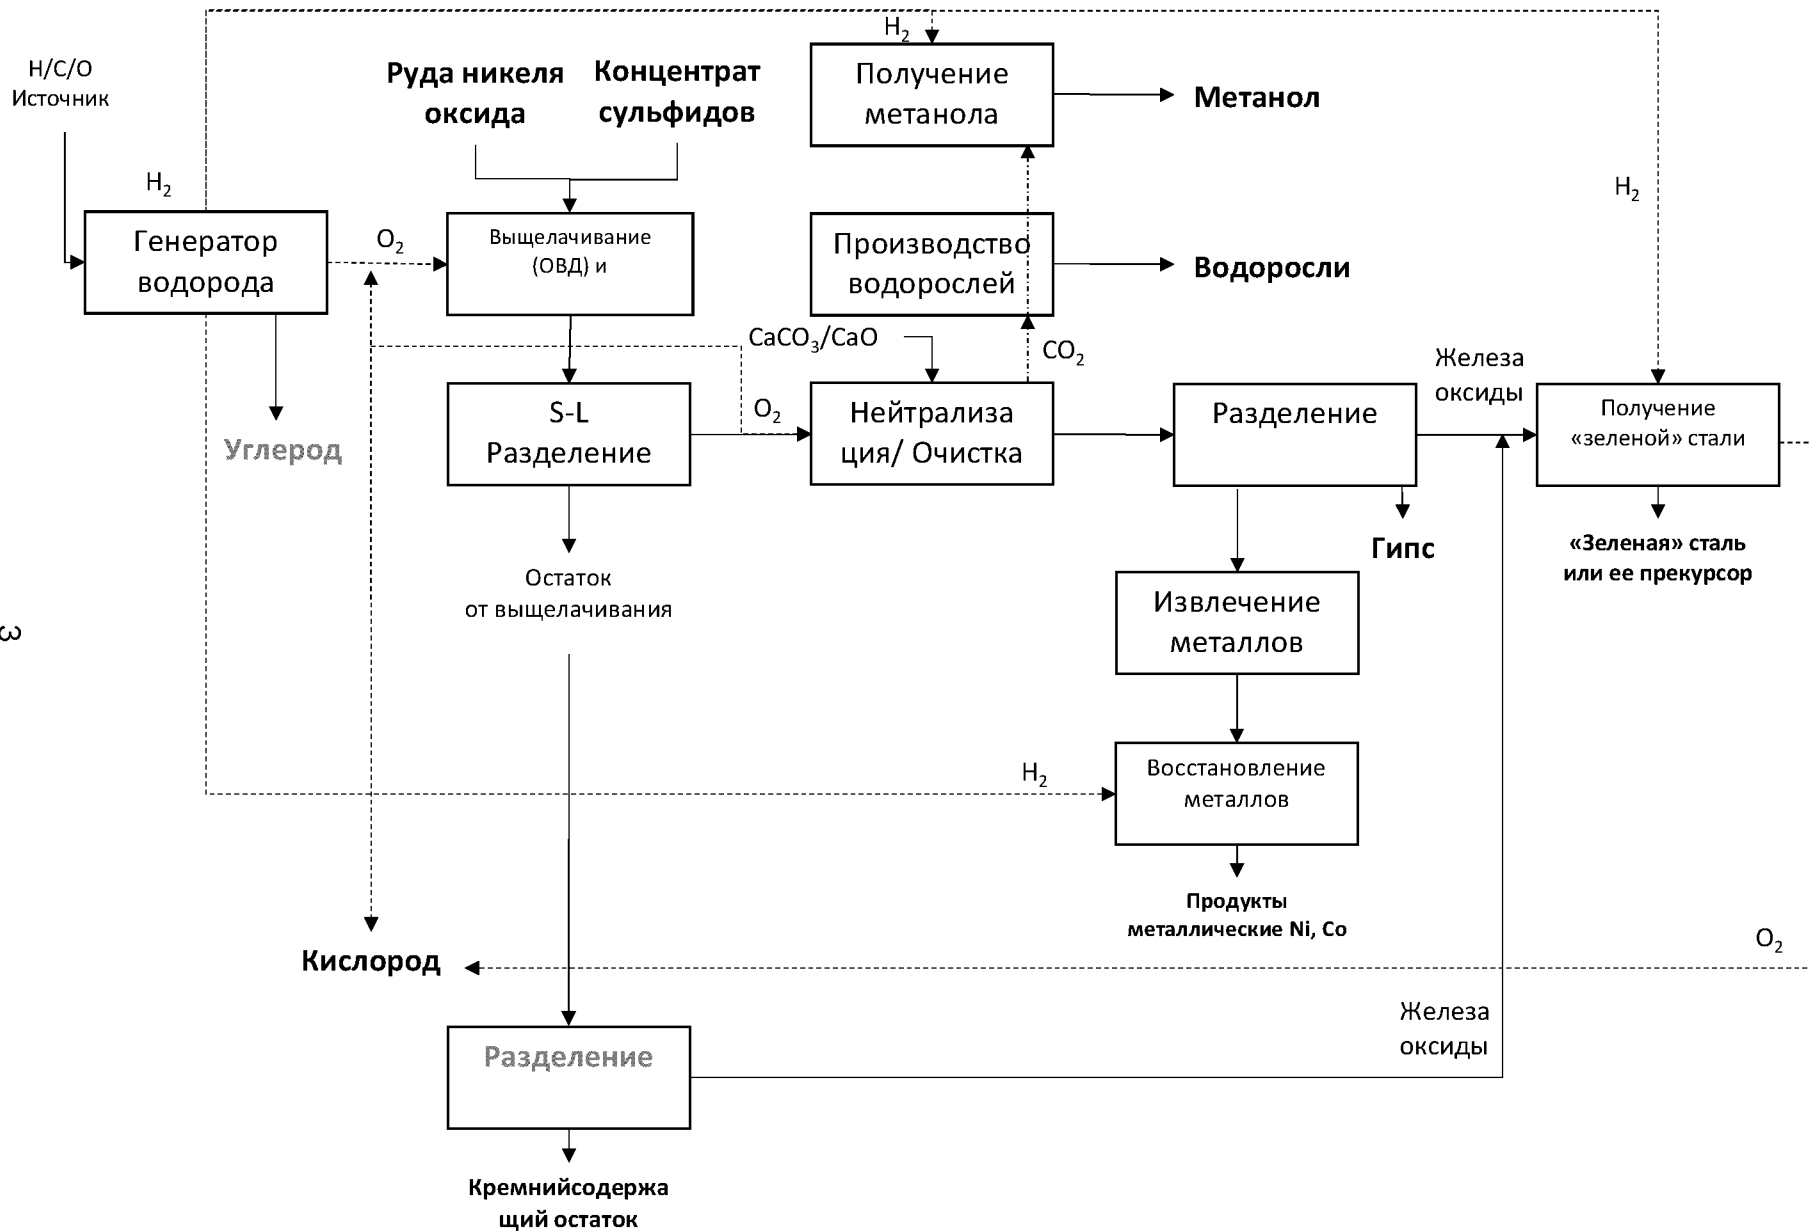 H₂
H/C/O
Источник
Руда никеля
оксида
Концентрат
сульфидов
Получение
метанола
Метанол
H₂
H₂
Генератор
водорода
O₂
Выщелачивание
(ОВД) и
Производство
водорослей
Водоросли
CaCO₃/CaO
CO₂
Железа
оксиды
Углерод
S-L
Разделение
O₂
Нейтрализа
ция/ Очистка
Разделение
Получение
«зеленой» стали
Гипс
«Зеленая» сталь
или ее прекурсор
Остаток
от выщелачивания
Извлечение
металлов
3
H₂
Восстановление
металлов
Продукты
металлические Ni, Co
Кислород
O₂
Железа
оксиды
Разделение
Кремнийсодержа
щий остаток